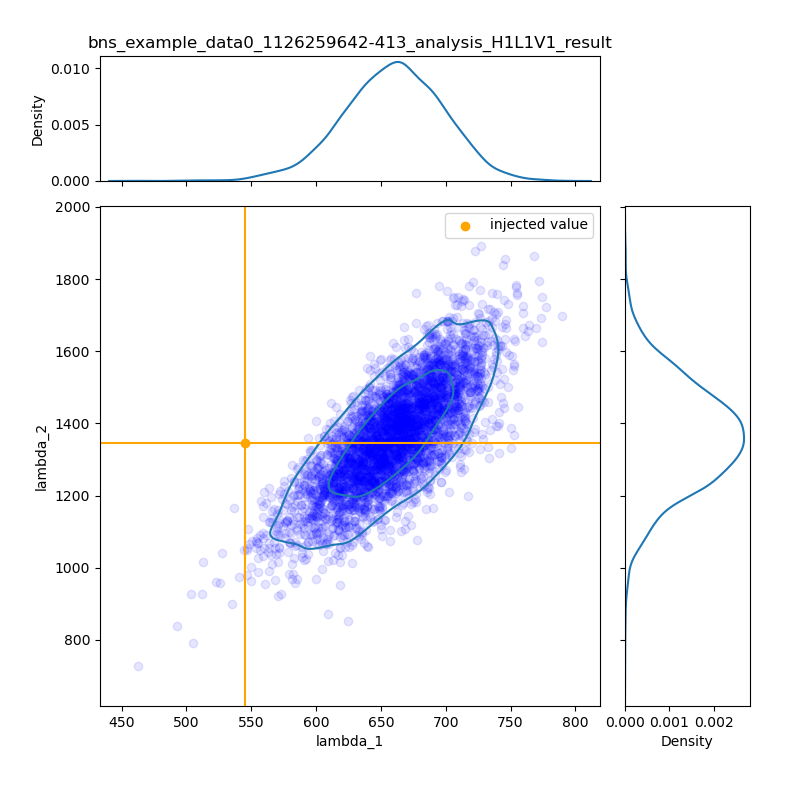 bns_example_data0_1126259642-413_analysis_H1L1V1_result
0.010
0.005
0.000
Density
2000
1800
1600
1400
1200
1000
800
lambda_2
injected value
450 500 550 600 650 700 750 800
lambda_1
0.000 0.001 0.002
Density